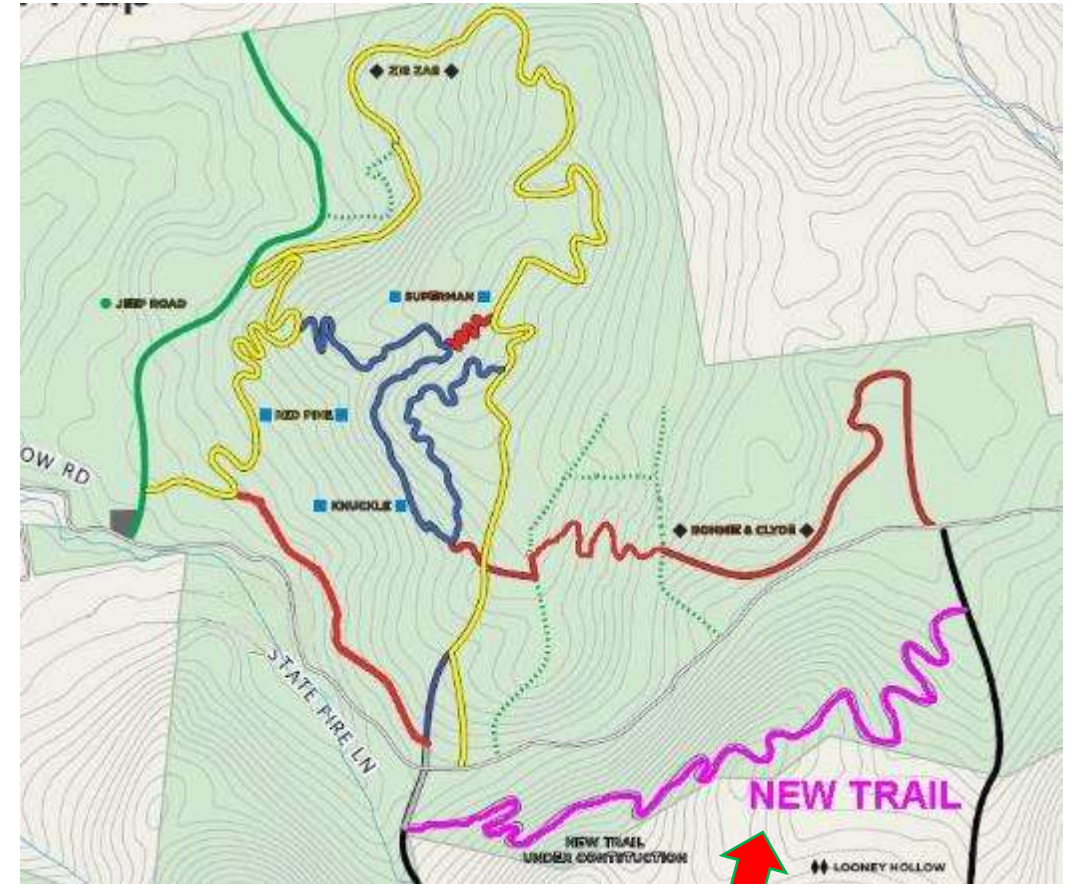 ZIG ZAG
SUPERMAN
JEEP ROAD
RED PINE
OW RD
KNUCKLE
BONNIE & CLYDE
STATE FIRE LN
NEW TRAIL
NEW TRAIL
UNDER CONTSTUCTION
LOONEY HOLLOW